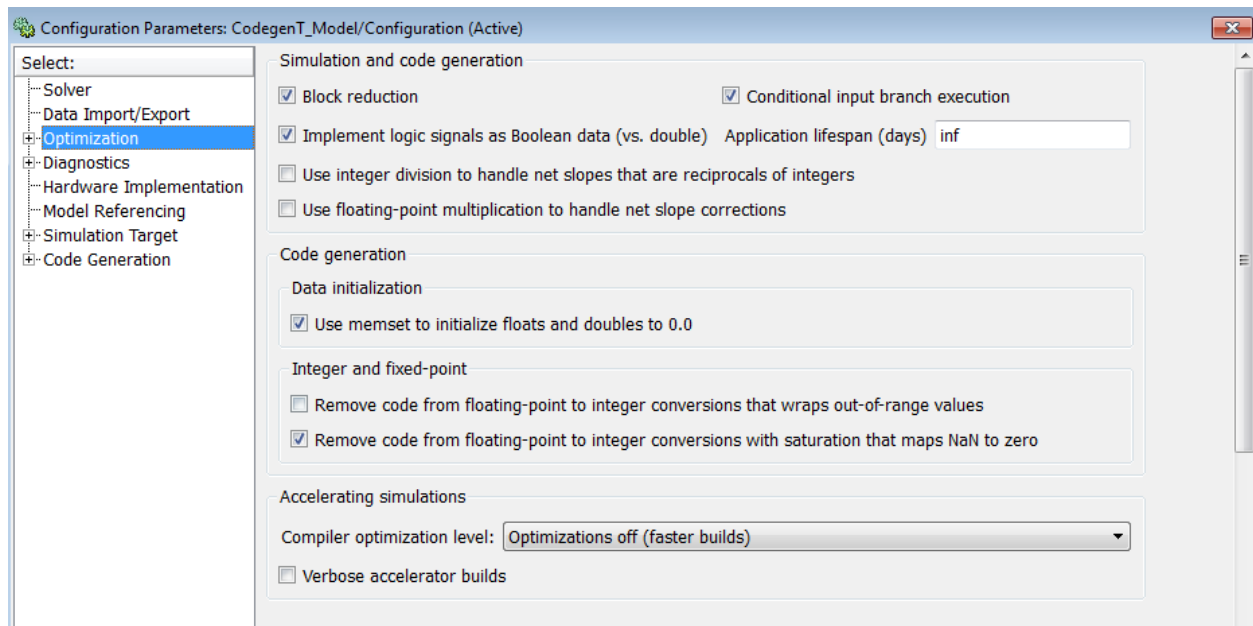 Configuration Parameters: CodegenT_Model/Configuration (Active)
Select:
Solver
Data Import/Export
Optimization
Diagnostics
Hardware Implementation
Model Referencing
Simulation Target
Code Generation
Simulation and code generation
Block reduction
Conditional input branch execution
Implement logic signals as Boolean data (vs. double)
Application lifespan (days) inf
Use integer division to handle net slopes that are reciprocals of integers
Use floating-point multiplication to handle net slope corrections
Code generation
Data initialization
Use memset to initialize floats and doubles to 0.0
Integer and fixed-point
Remove code from floating-point to integer conversions that wraps out-of-range values
Remove code from floating-point to integer conversions with saturation that maps NaN to zero
Accelerating simulations
Compiler optimization level: Optimizations off (faster builds)
Verbose accelerator builds